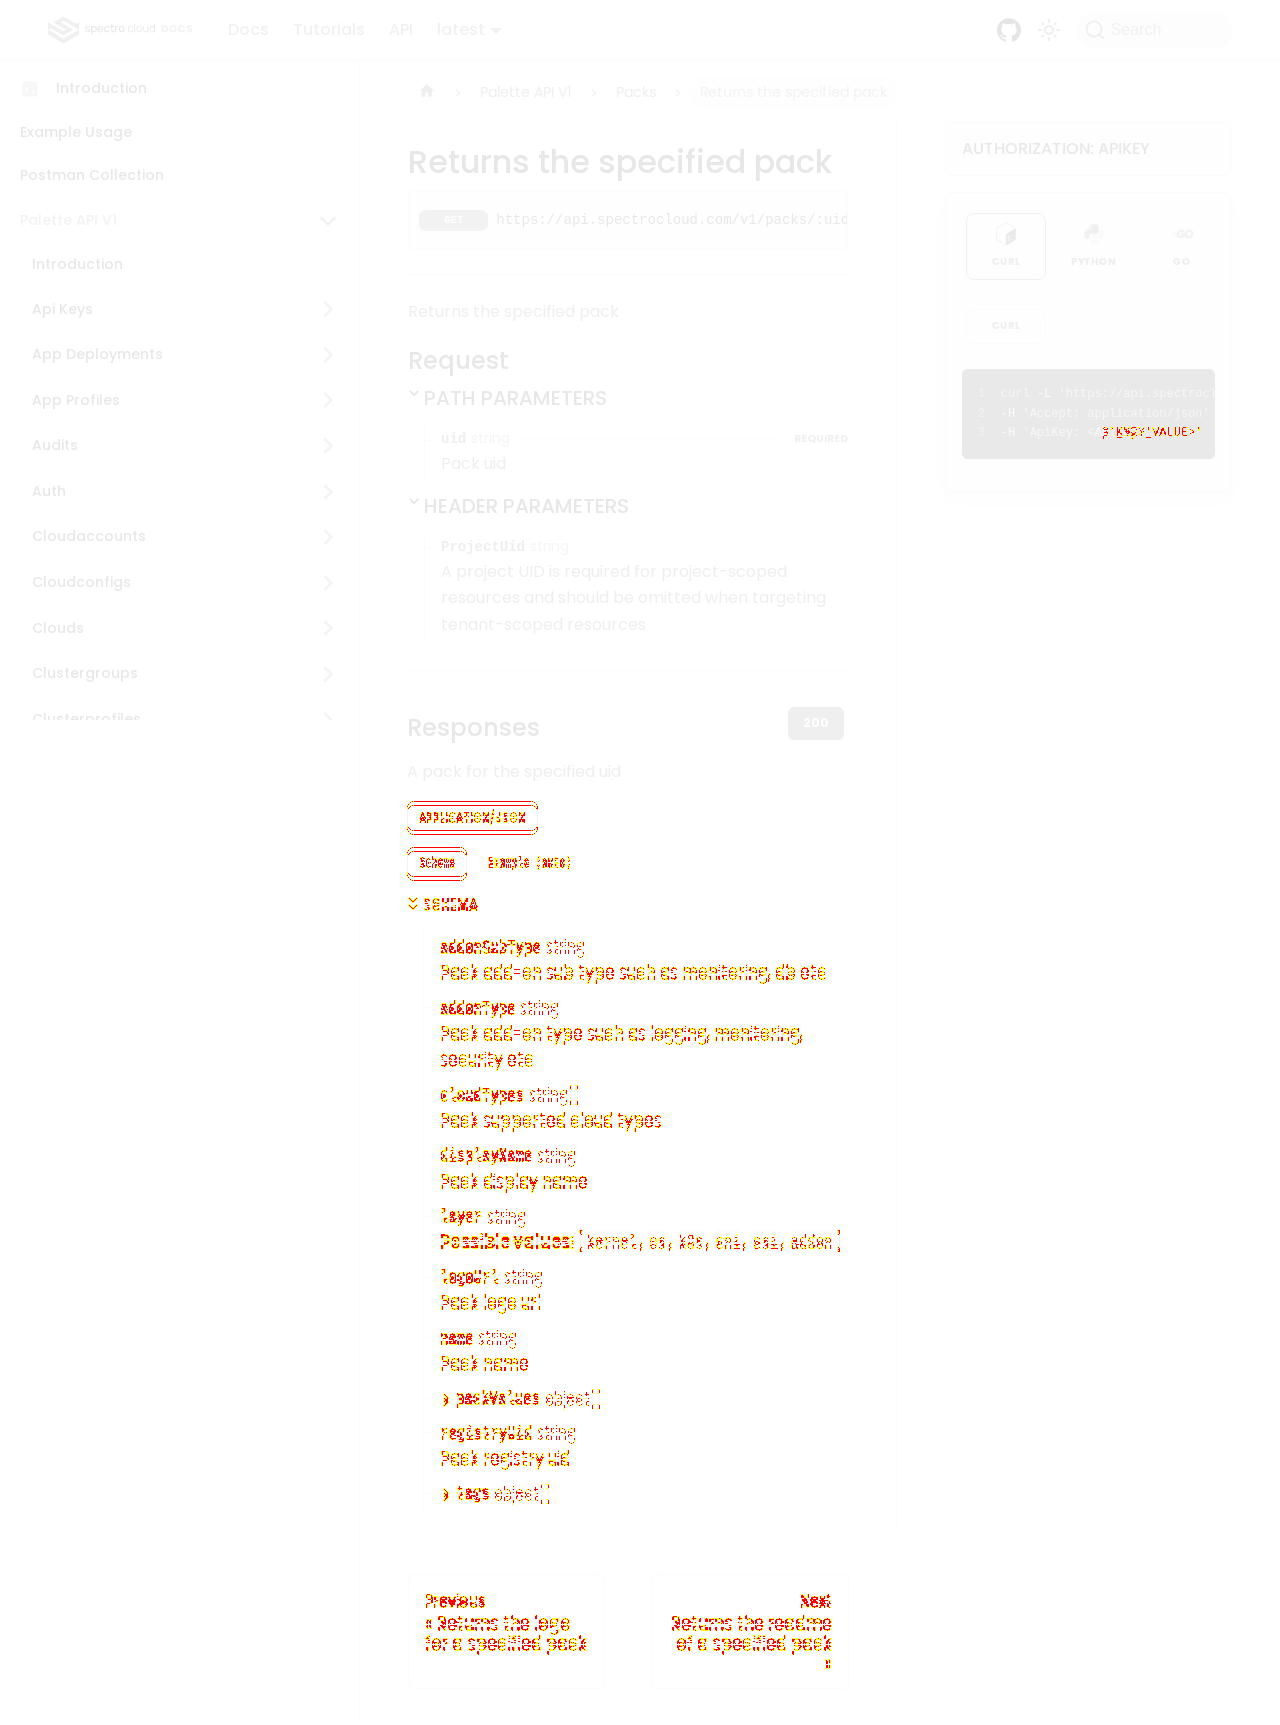 spectro cloud DOCS
Docs
Tutorials
API
latest
Search
Introduction
Example Usage
Postman Collection
Palette API V1
Introduction
Api Keys
App Deployments
App Profiles
Audits
Auth
Cloudaccounts
Cloudconfigs
Clouds
Clustergroups
Clusterprofiles
Palette API V1
Packs
Returns the specified pack
Returns the specified pack
GET https://api.spectrocloud.com/v1/packs/:uid
Returns the specified pack
Request
PATH PARAMETERS
uid string REQUIRED
Pack uid
HEADER PARAMETERS
ProjectUid string
A project UID is required for project-scoped
resources and should be omitted when targeting
tenant-scoped resources
Responses
200
A pack for the specified uid
APPLICATION/JSON
Schema
Example (auto)
SCHEMA
addonSubType string
Pack add-on sub type such as monitoring, db etc
addonType string
Pack add-on type such as logging, monitoring,
security etc
cloudTypes string[]
Pack supported cloud types
displayName string
Pack display name
layer string
Possible values: [kernel, os, k8s, cni, csi, addon]
logoUrl string
Pack logo url
name string
Pack name
packValues object[]
registryUid string
Pack registry uid
tags object[]
Previous
« Returns the logo
for a specified pack
Next
Returns the readme
of a specified pack
»
AUTHORIZATION: APIKEY
CURL
PYTHON
GO
GO
CURL
1 curl -L 'https://api.spectrocl
2 -H 'Accept: application/json'
3 -H 'ApiKey: <API_KEY_VALUE>'